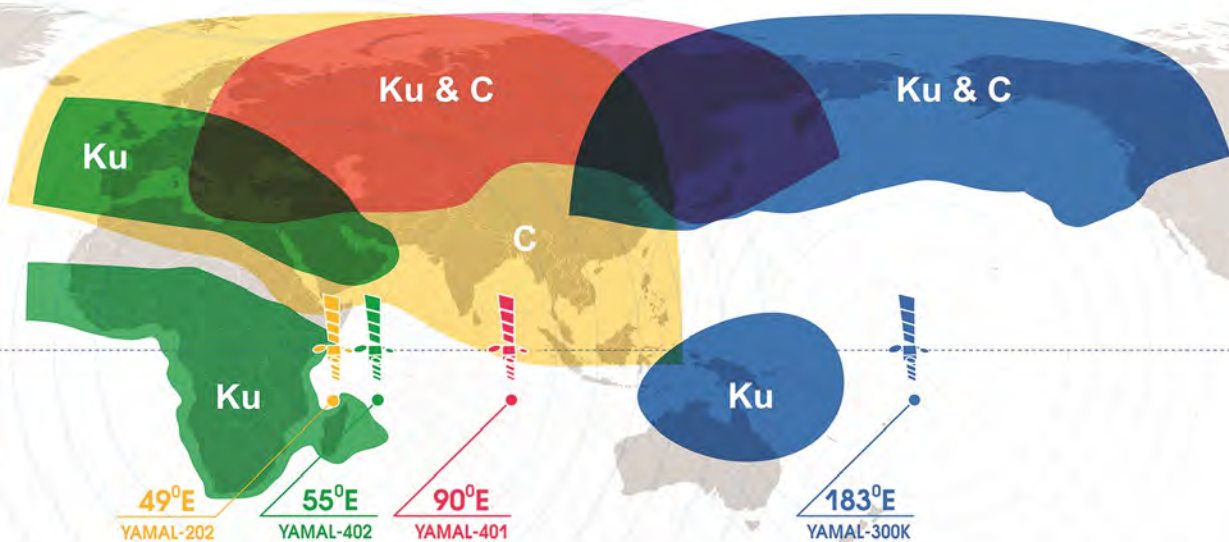 Ku & C
Ku & C
Ku
C
Ku
Ku
49⁰E
YAMAL-202
55⁰E
YAMAL-402
90⁰E
YAMAL-401
183⁰E
YAMAL-300K